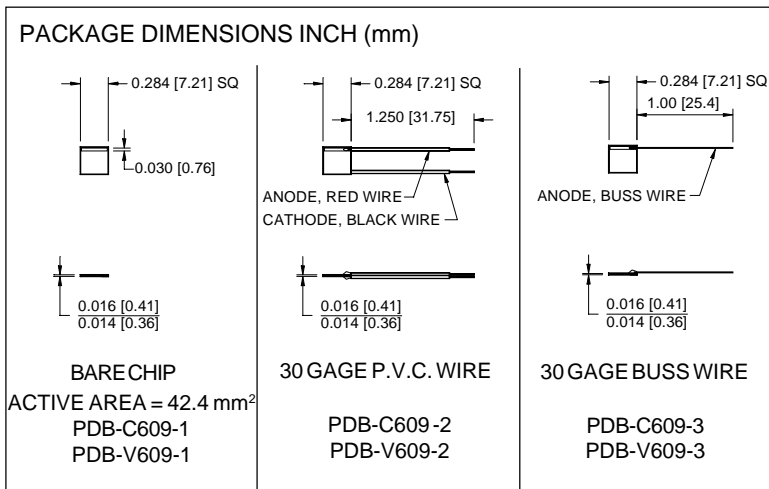 PACKAGE DIMENSIONS INCH (mm)
0.284 [7.21] SQ
0.030 [0.76]
0.016 [0.41]
0.014 [0.36]
BARE CHIP
ACTIVE AREA = 42.4 mm²
PDB-C609-1
PDB-V609-1
0.284 [7.21] SQ
1.250 [31.75]
ANODE, RED WIRE
CATHODE, BLACK WIRE
0.016 [0.41]
0.014 [0.36]
30 GAGE P.V.C. WIRE
PDB-C609-2
PDB-V609-2
0.284 [7.21] SQ
1.00 [25.4]
ANODE, BUSS WIRE
0.016 [0.41]
0.014 [0.36]
30 GAGE BUSS WIRE
PDB-C609-3
PDB-V609-3